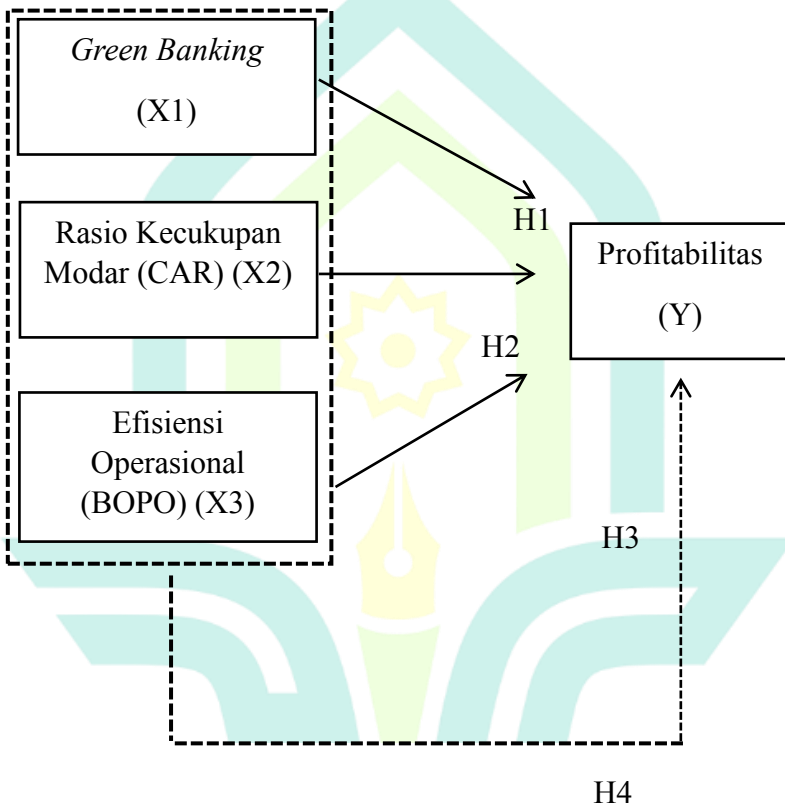 Green Banking
(X1)
H1
Rasio Kecukupan
Modar (CAR) (X2)
Profitabilitas
(Y)
H2
Efisiensi
Operasional
(BOPO) (X3)
H3
H4